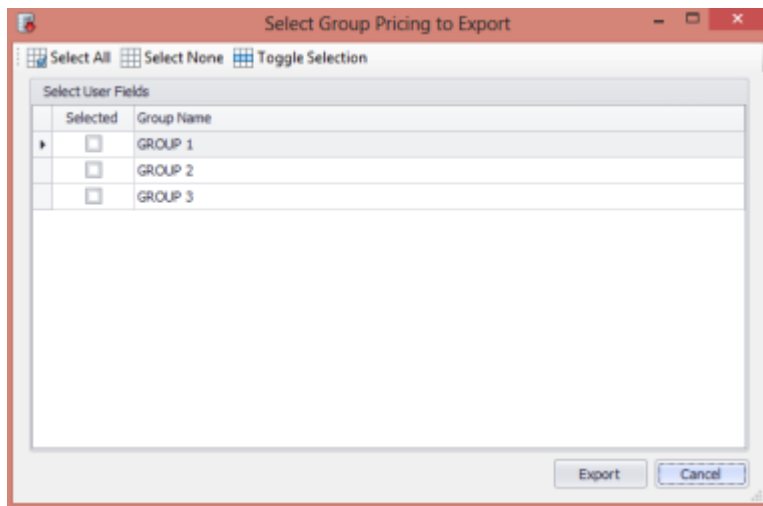 Select Group Pricing to Export
Select All Select None Toggle Selection
Select User Fields
Selected Group Name
GROUP 1
GROUP 2
GROUP 3
Export Cancel